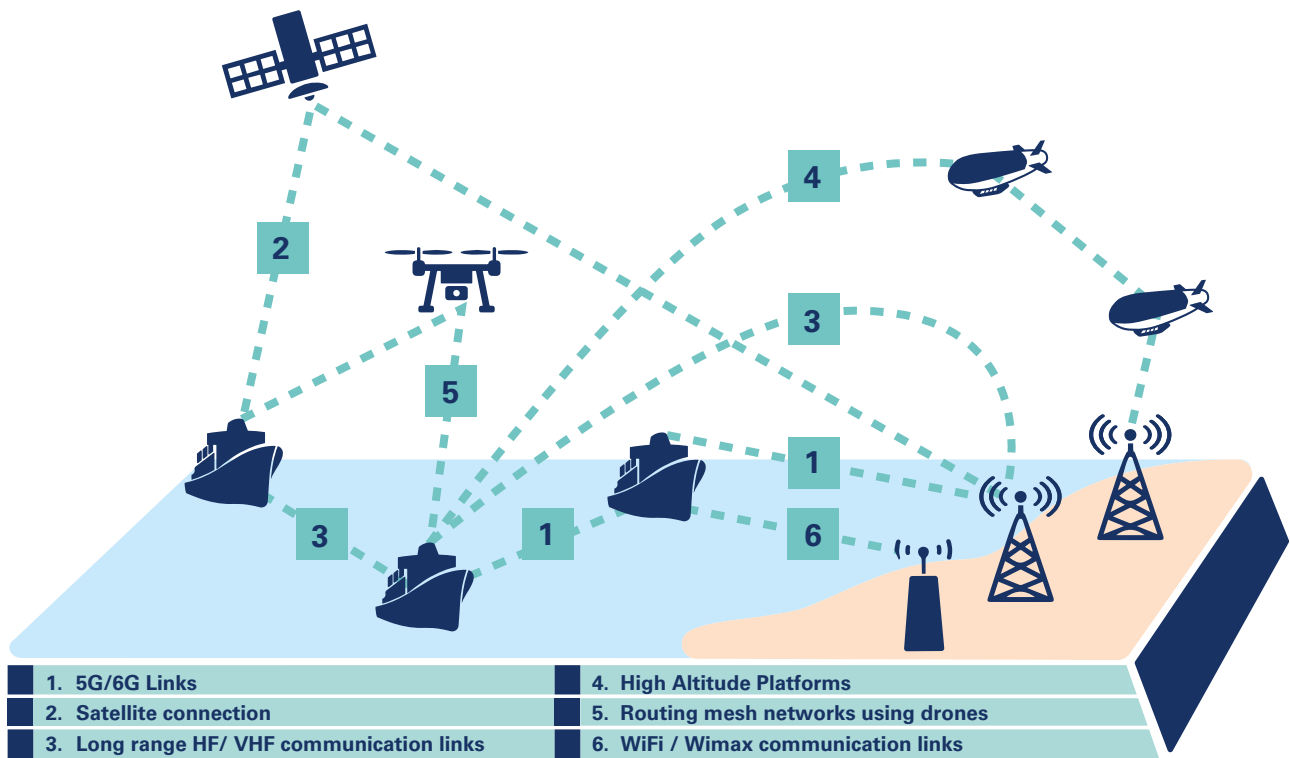 4
2
3
5
1
3
1
6
1. 5G/6G Links
2. Satellite connection
3. Long range HF/ VHF communication links
4. High Altitude Platforms
5. Routing mesh networks using drones
6. WiFi / Wimax communication links